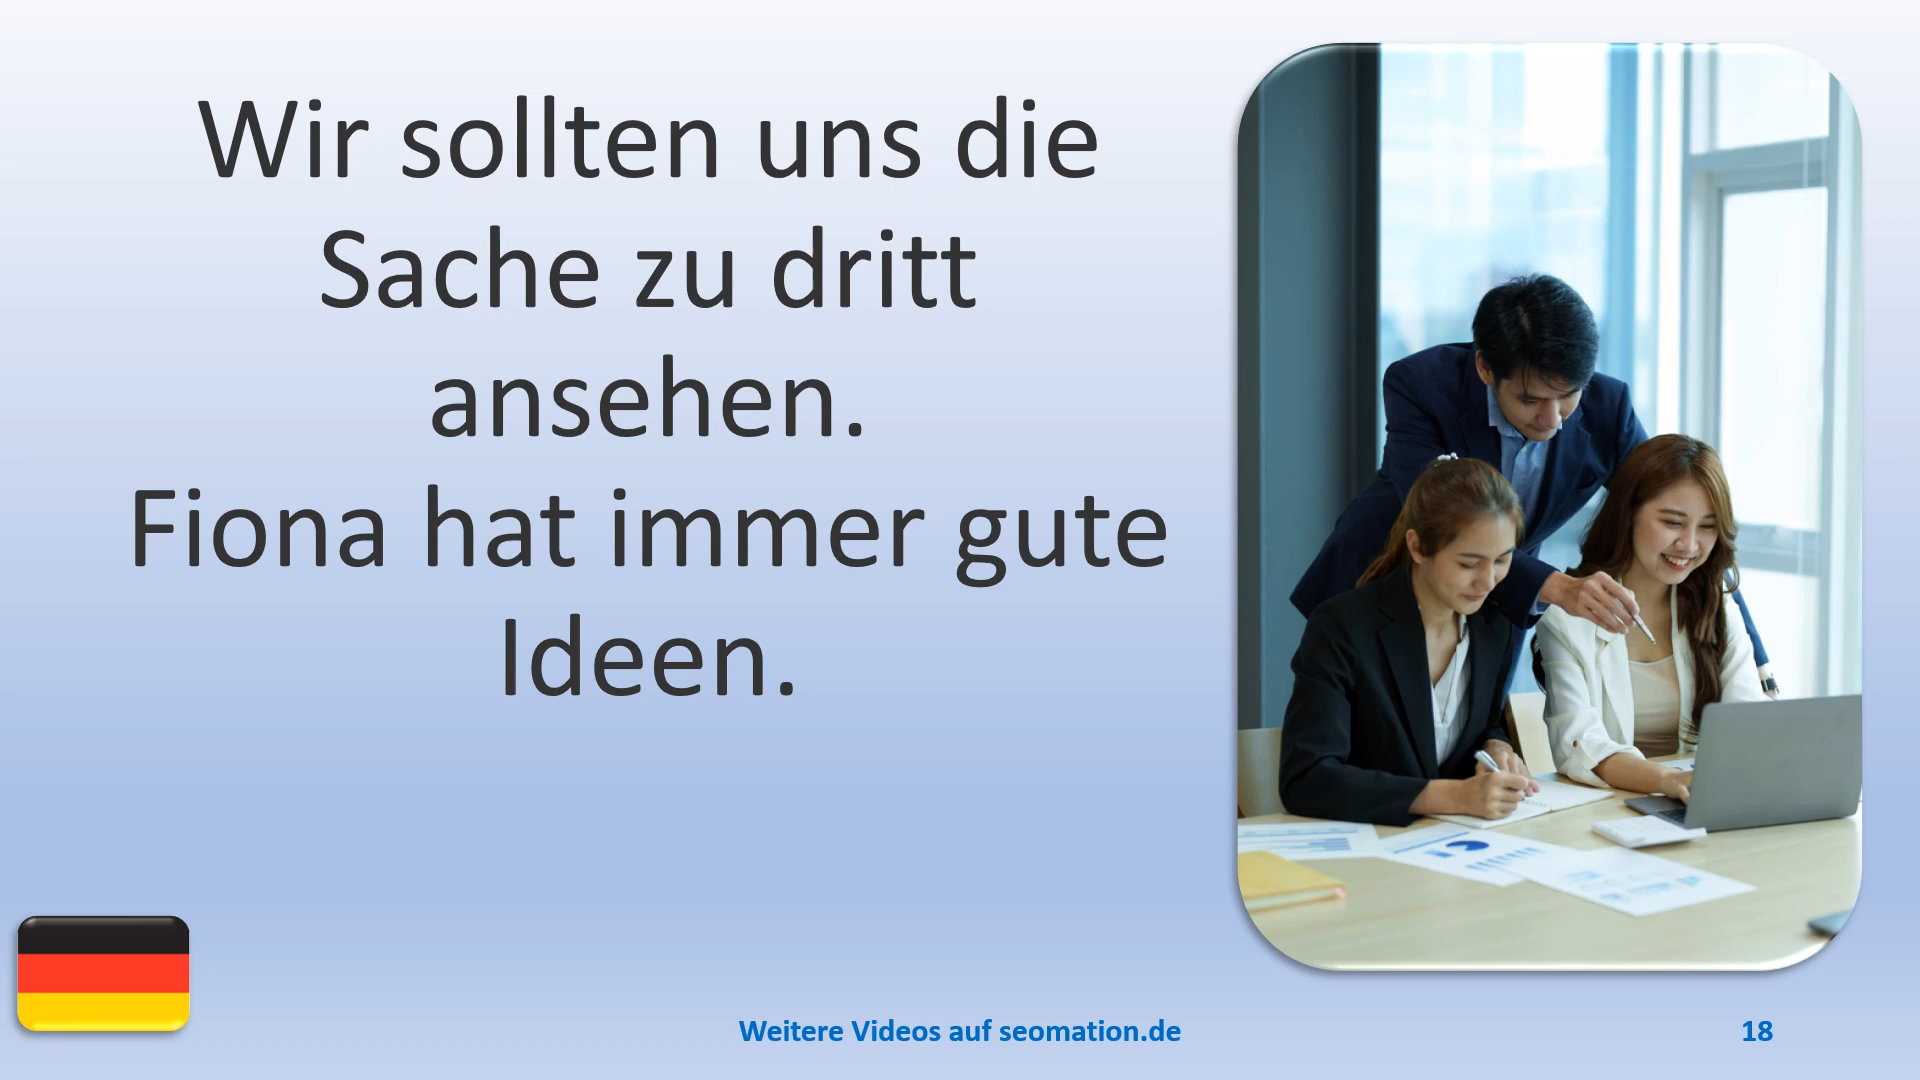 Wir sollten uns die
Sache zu dritt
ansehen.
Fiona hat immer gute
Ideen.
Weitere Videos auf seomation.de
18